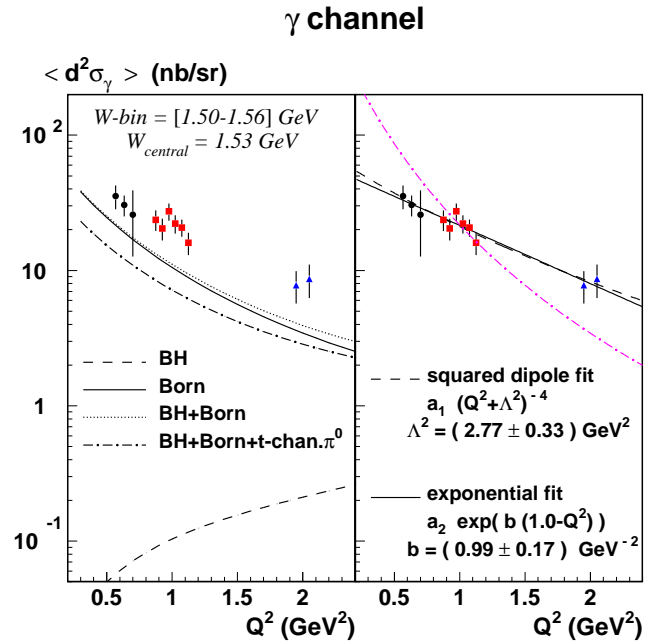 γ channel
< d²σγ > (nb/sr)
W-bin = [1.50-1.56] GeV
W_central = 1.53 GeV
10²
10
1
10⁻¹
BH
Born
BH+Born
BH+Born+t-chan.π⁰
squared dipole fit
a₁ (Q²+Λ²)⁻⁴
Λ² = ( 2.77 ± 0.33 ) GeV²
exponential fit
a₂ exp( b (1.0-Q²) )
b = ( 0.99 ± 0.17 ) GeV⁻²
0.5 1 1.5 2 0.5 1 1.5 2
Q² (GeV²) Q² (GeV²)